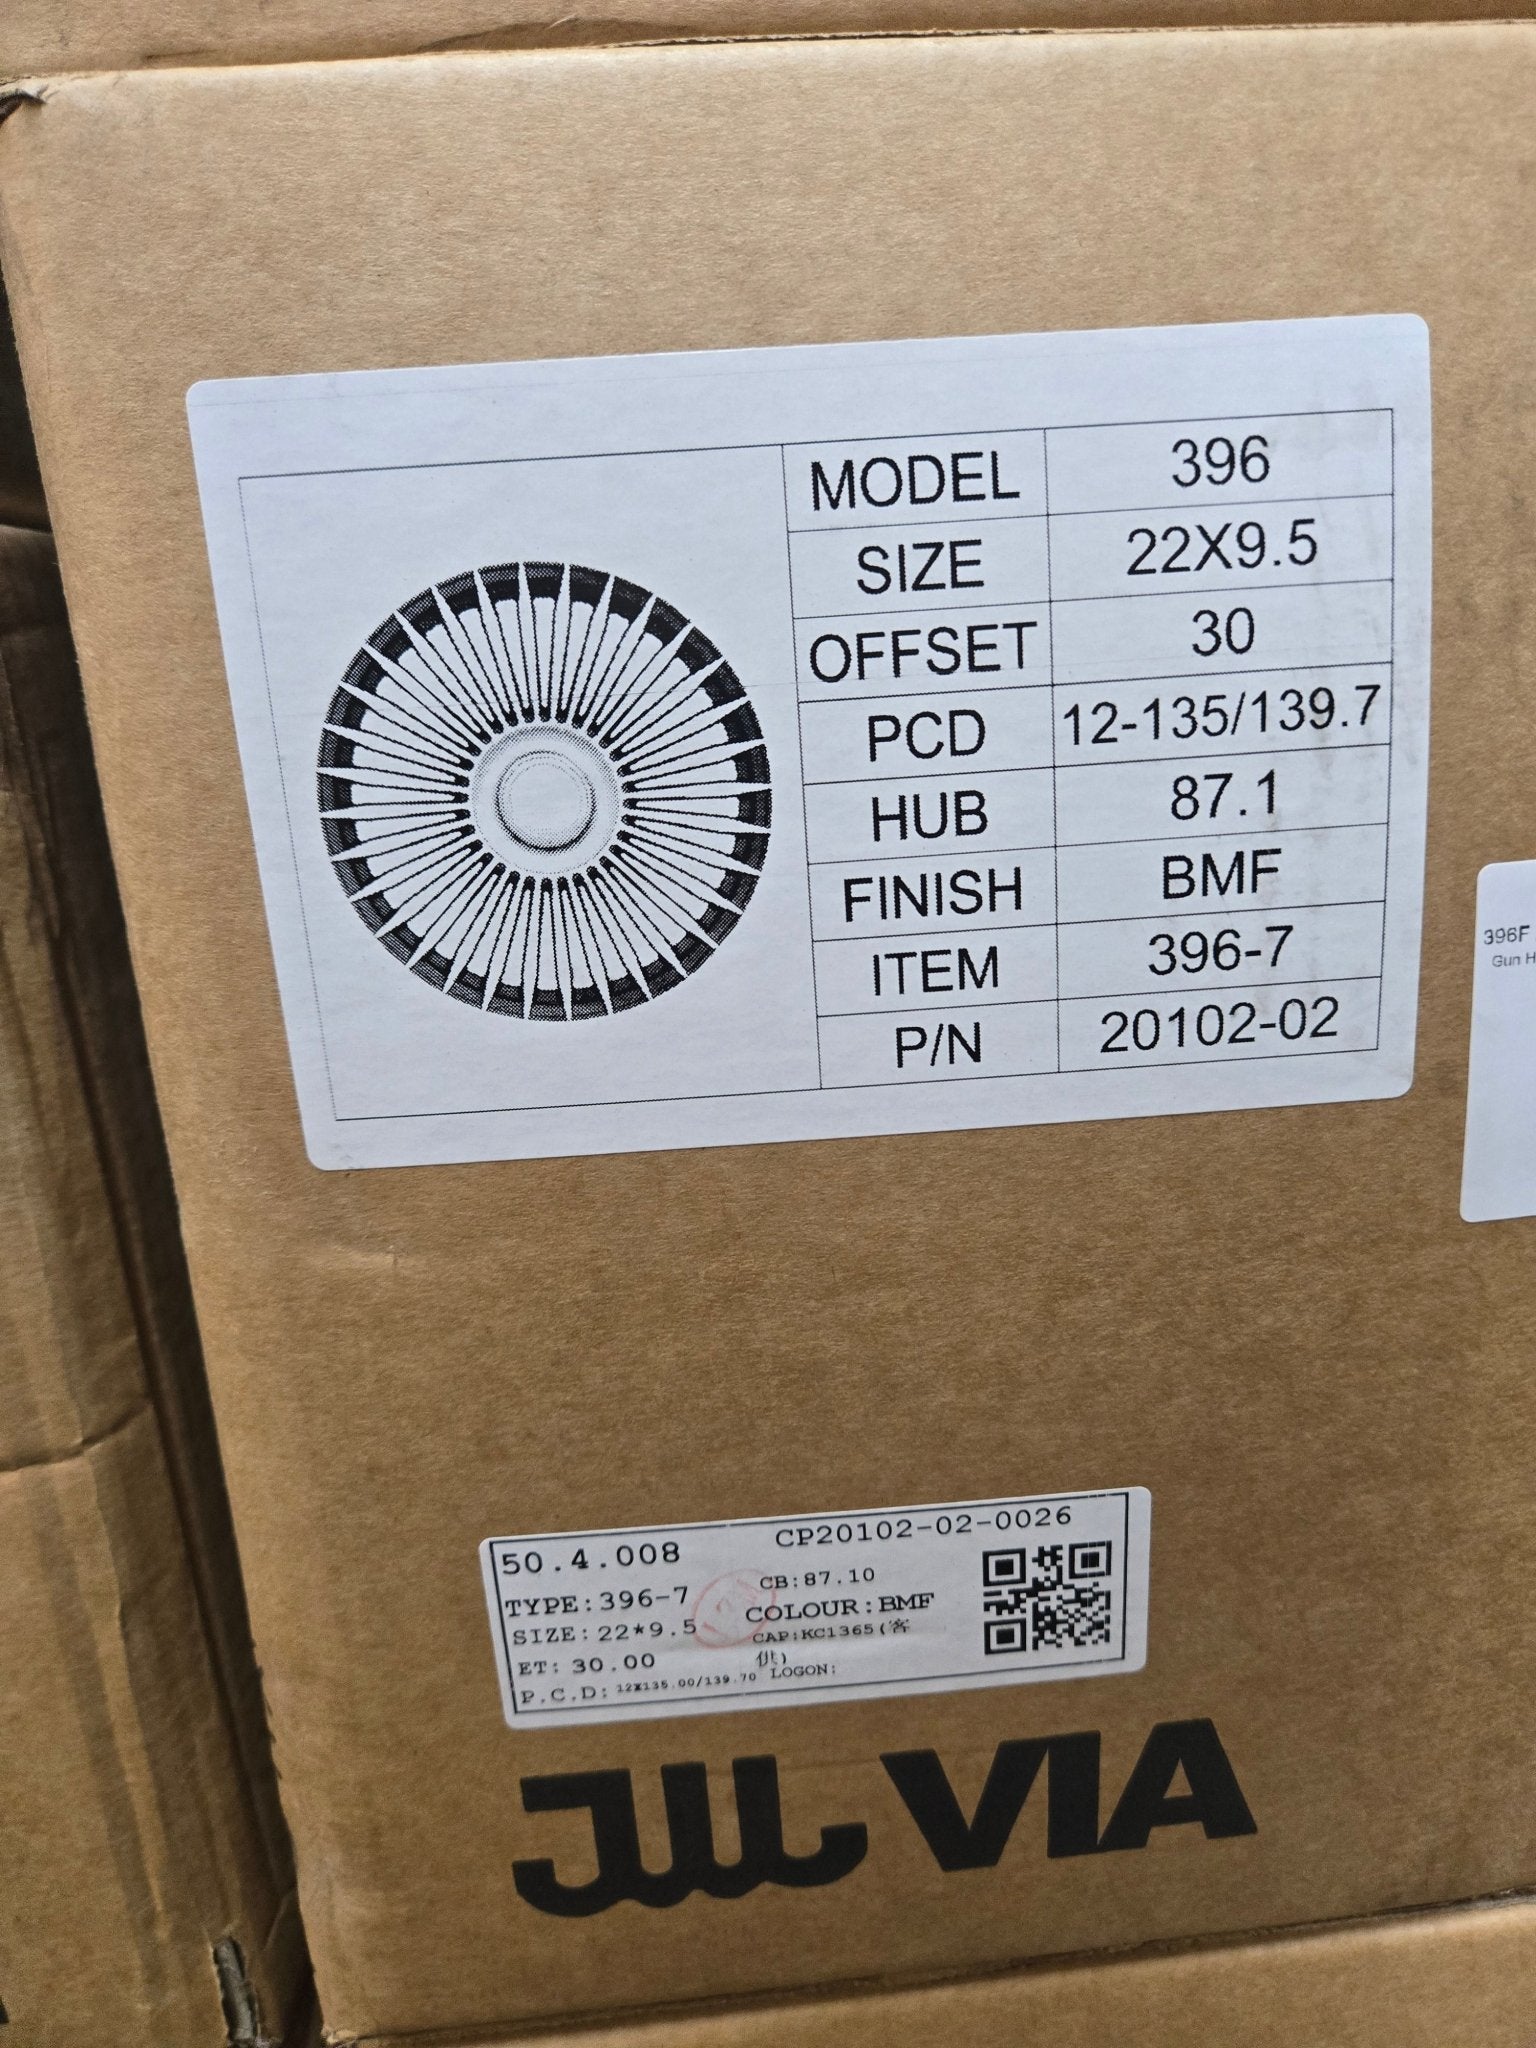 MODEL 396
SIZE 22X9.5
OFFSET 30
PCD 12-135/139.7
HUB 87.1
FINISH BMF
ITEM 396-7
P/N 20102-02
396F
Gun H
50.4.008 CP20102-02-0026
TYPE:396-7 CB:87.10
SIZE:22*9.5 COLOUR:BMF
ET: 30.00 CAP:KC1365(客
供)
P.C.D: 12X135.00/139.70 LOGON:
JWL VIA